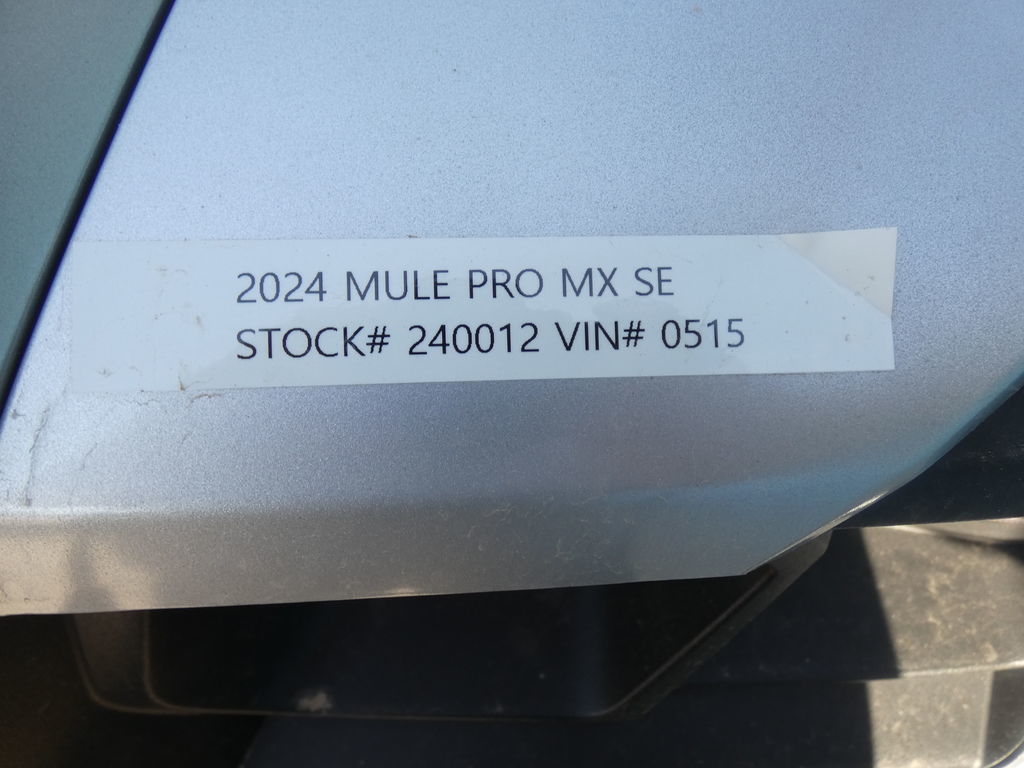 2024 MULE PRO MX SE
STOCK# 240012 VIN# 0515